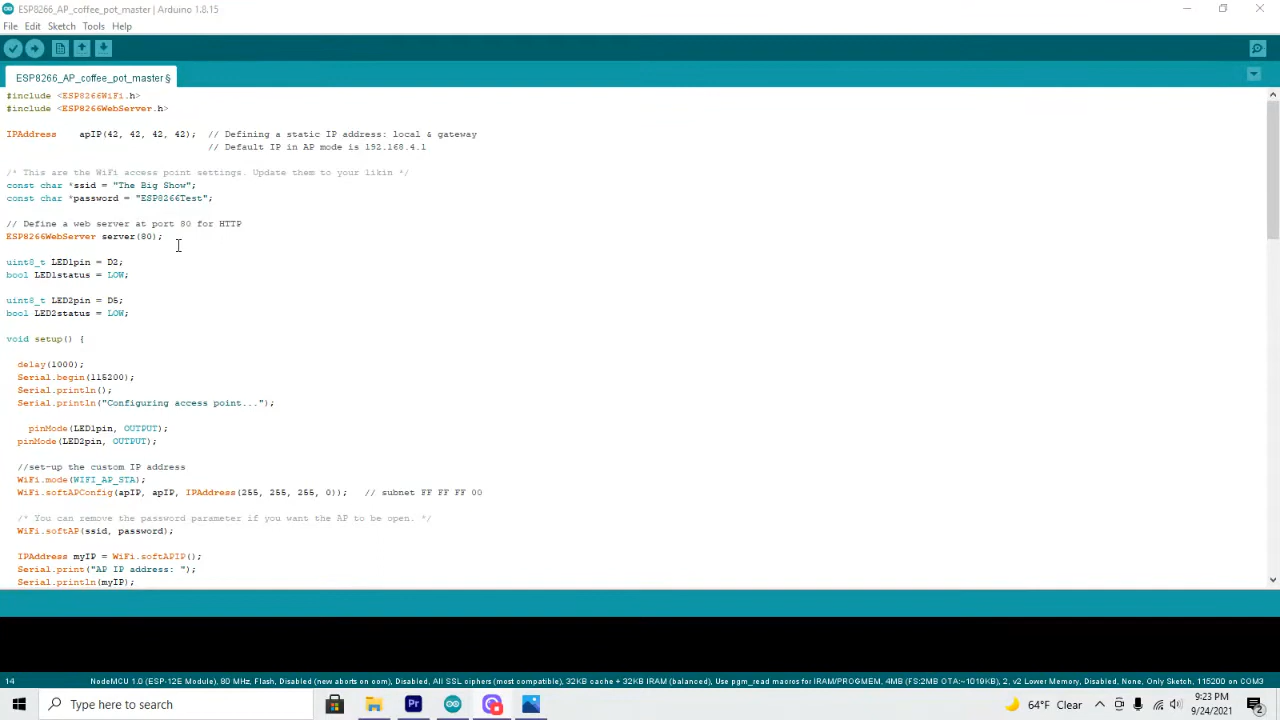 ESP8266_AP_coffee_pot_master | Arduino 1.8.15
File Edit Sketch Tools Help
ESP8266_AP_coffee_pot_master §
#include <ESP8266WiFi.h>
#include <ESP8266WebServer.h>
IPAddress    apIP(42, 42, 42, 42);  // Defining a static IP address: local & gateway
// Default IP in AP mode is 192.168.4.1
/* This are the WiFi access point settings. Update them to your likin */
const char *ssid = "The Big Show";
const char *password = "ESP8266Test";
// Define a web server at port 80 for HTTP
ESP8266WebServer server(80);
uint8_t LED1pin = D2;
bool LED1status = LOW;
uint8_t LED2pin = D5;
bool LED2status = LOW;
void setup() {
delay(1000);
Serial.begin(115200);
Serial.println();
Serial.println("Configuring access point...");
pinMode(LED1pin, OUTPUT);
pinMode(LED2pin, OUTPUT);
//set-up the custom IP address
WiFi.mode(WIFI_AP_STA);
WiFi.softAPConfig(apIP, apIP, IPAddress(255, 255, 255, 0));   // subnet FF FF FF 00
/* You can remove the password parameter if you want the AP to be open. */
WiFi.softAP(ssid, password);
IPAddress myIP = WiFi.softAPIP();
Serial.print("AP IP address: ");
Serial.println(myIP);
14 NodeMCU 1.0 (ESP-12E Module), 80 MHz, Flash, Disabled (new aborts on oom), Disabled, All SSL ciphers (most compatible), 32KB cache + 32KB IRAM (balanced), Use pgm_read macros for IRAM/PROGMEM, 4MB (FS:2MB OTA:~1019KB), 2, v2 Lower Memory, Disabled, None, Only Sketch, 115200 on COM3
Type here to search
Pr
64°F Clear
9:23 PM
9/24/2021
2